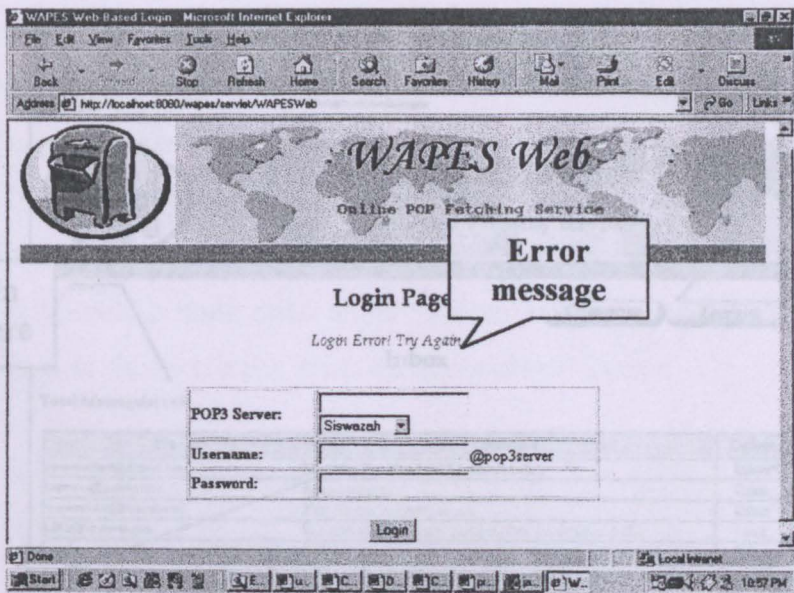 WAPES Web-Based Login - Microsoft Internet Explorer
File Edit View Favorites Tools Help
Back Forward Stop Refresh Home Search Favorites History Mail Print Edit Discuss
Address http://localhost:8080/wapes/servlet/WAPESWeb Go Links
WAPES Web
Online POP Fetching Service
Error
message
Login Page
Login Error! Try Again
POP3 Server:
Siswazah
Username: @pop3server
Password:
Login
Done Local intranet
Start 10:57 PM